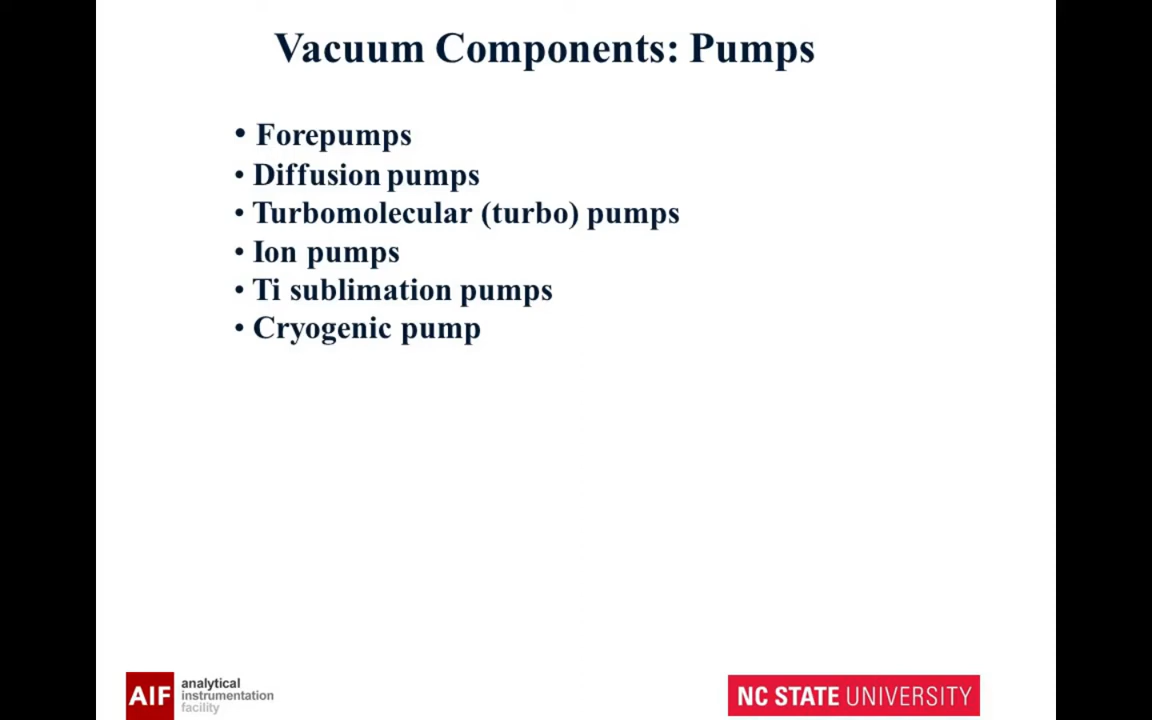 Vacuum Components: Pumps
• Forepumps
• Diffusion pumps
• Turbomolecular (turbo) pumps
• Ion pumps
• Ti sublimation pumps
• Cryogenic pump
AIF analytical
instrumentation
facility
NC STATE UNIVERSITY